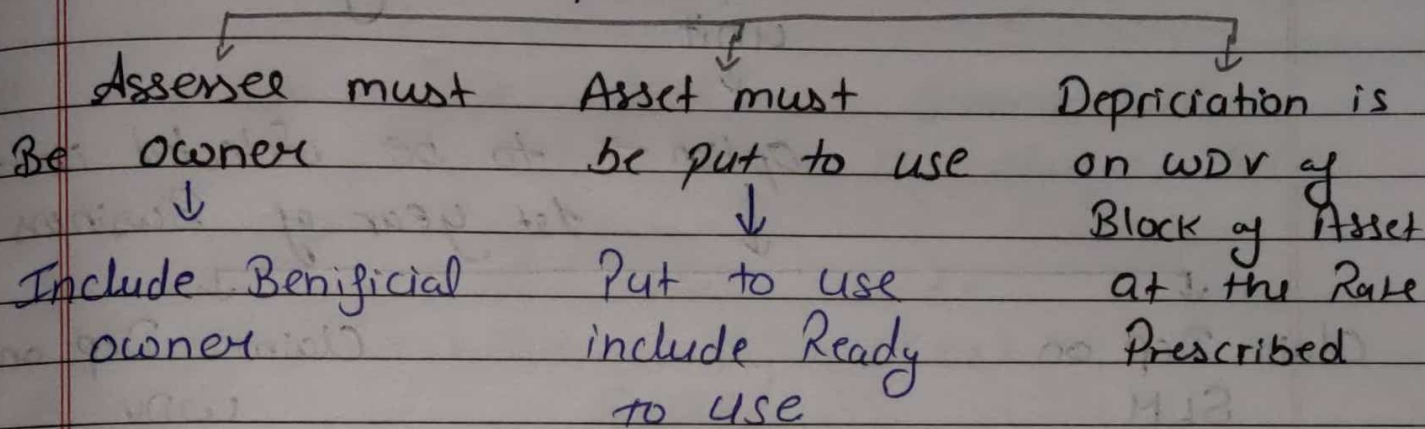 Assessee must
Be owner
Include Benificial
owner
Asset must
be put to use
Put to use
include Ready
to use
Depriciation is
on WDV of
Block of Asset
at the Rate
Prescribed